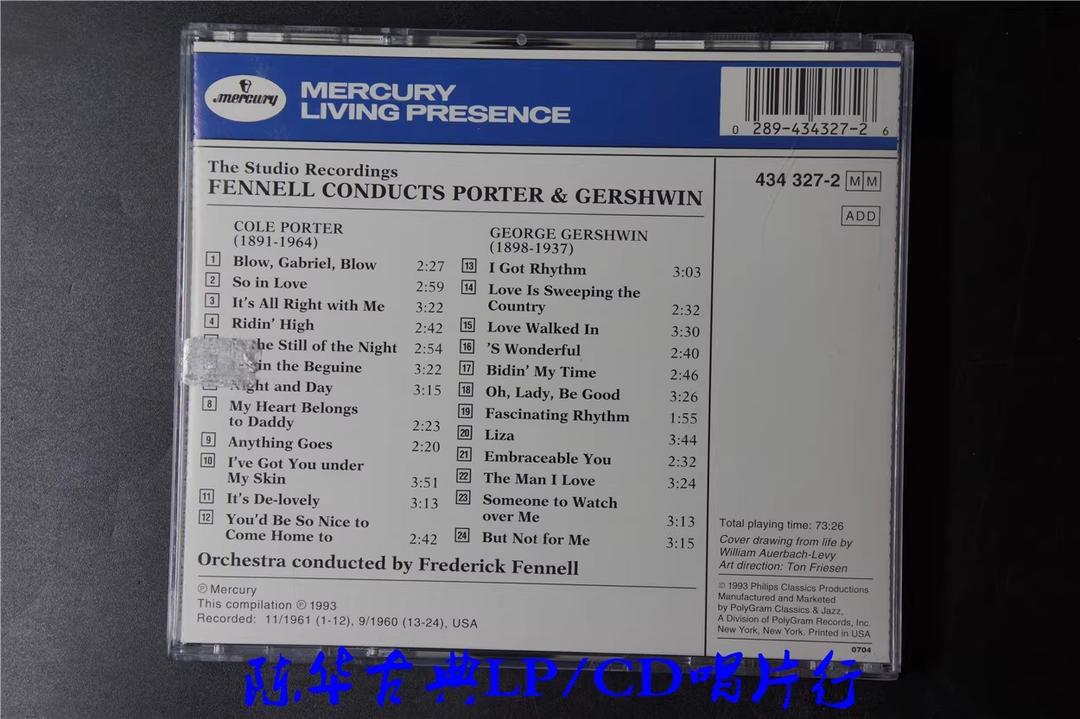 mercury
MERCURY
LIVING PRESENCE
0 289-434327-2 6
The Studio Recordings
FENNELL CONDUCTS PORTER & GERSHWIN
434 327-2 M M
ADD
COLE PORTER
(1891-1964)
1 Blow, Gabriel, Blow 2:27
2 So in Love 2:59
3 It's All Right with Me 3:22
4 Ridin' High 2:42
the Still of the Night 2:54
the Beguine 3:22
Night and Day 3:15
8 My Heart Belongs
to Daddy 2:23
9 Anything Goes 2:20
10 I've Got You under
My Skin 3:51
11 It's De-lovely 3:13
12 You'd Be So Nice to
Come Home to 2:42
GEORGE GERSHWIN
(1898-1937)
13 I Got Rhythm 3:03
14 Love Is Sweeping the
Country 2:32
15 Love Walked In 3:30
16 'S Wonderful 2:40
17 Bidin' My Time 2:46
18 Oh, Lady, Be Good 3:26
19 Fascinating Rhythm 1:55
20 Liza 3:44
21 Embraceable You 2:32
22 The Man I Love 3:24
23 Someone to Watch
over Me 3:13
24 But Not for Me 3:15
Orchestra conducted by Frederick Fennell
℗ Mercury
This compilation ℗ 1993
Recorded: 11/1961 (1-12), 9/1960 (13-24), USA
Total playing time: 73:26
Cover drawing from life by
William Auerbach-Levy
Art direction: Ton Friesen
© 1993 Philips Classics Productions
Manufactured and Marketed
by PolyGram Classics & Jazz,
A Division of PolyGram Records, Inc.
New York, New York. Printed in USA
0704
陈华古典LP/CD唱片行